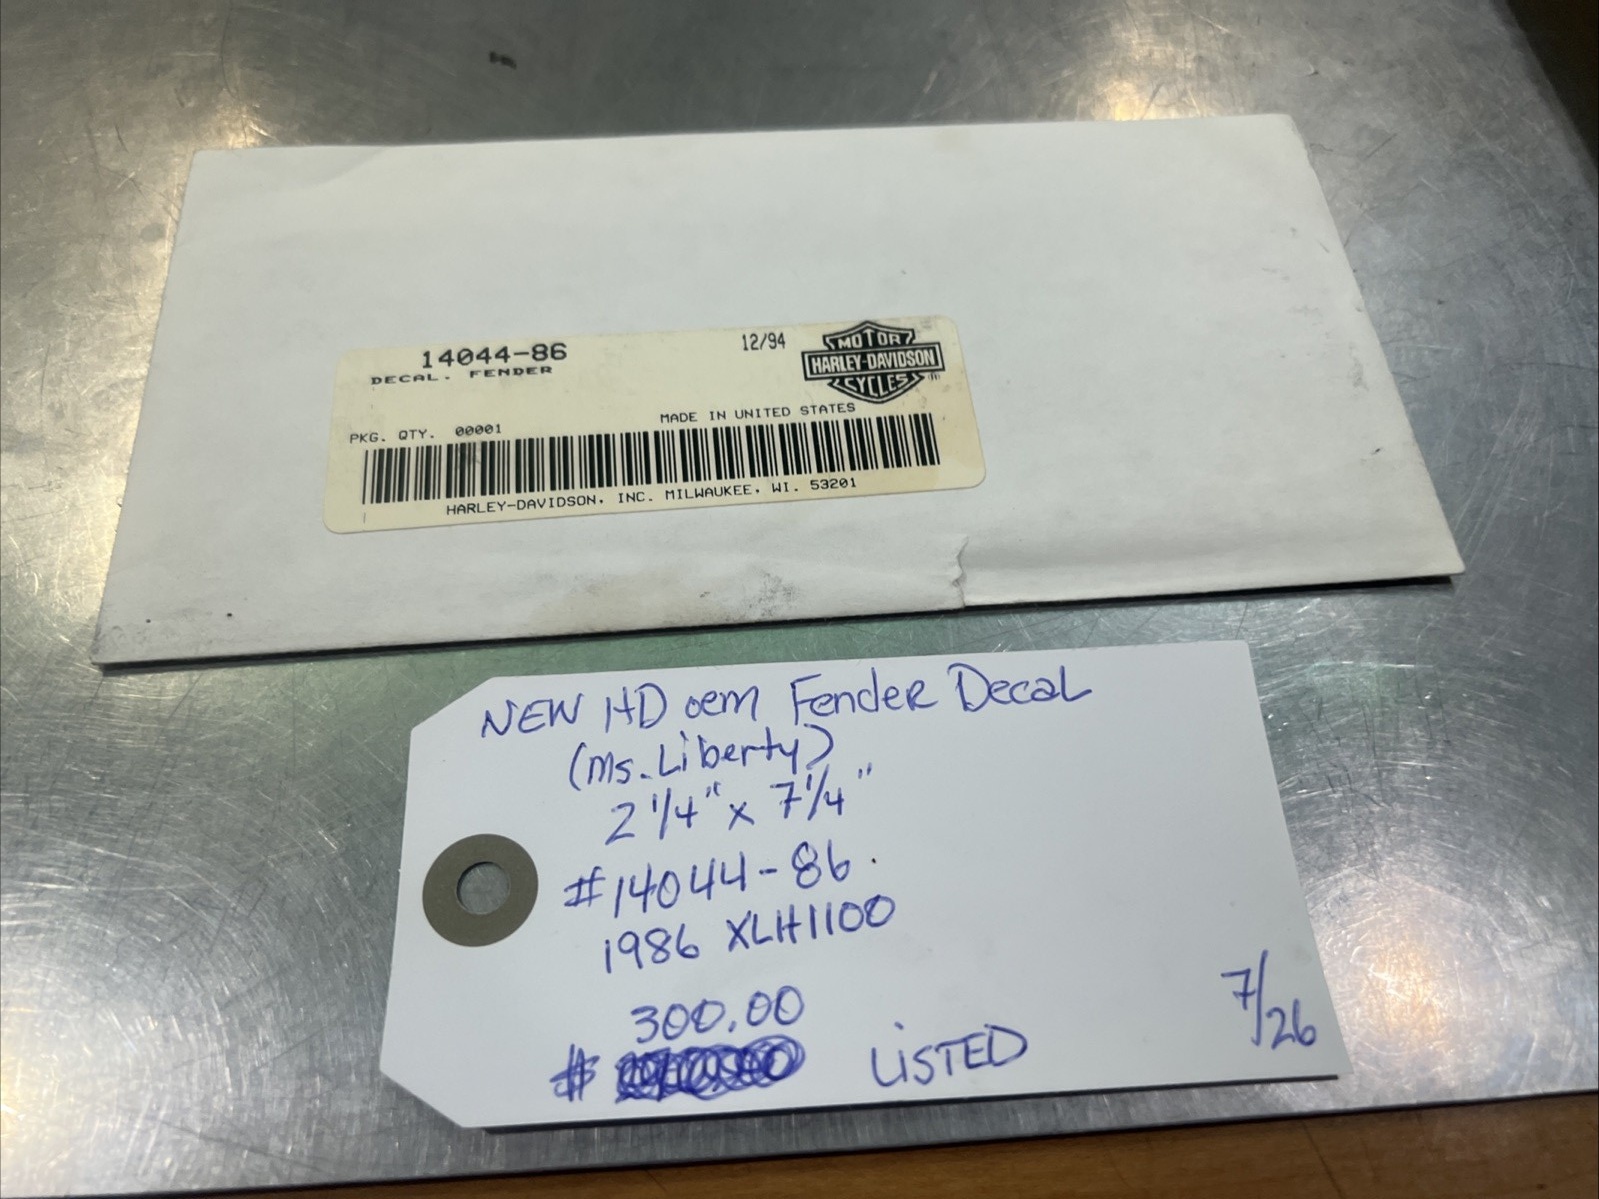 14044-86
DECAL. FENDER
12/94
MOTOR
HARLEY-DAVIDSON
CYCLES
®
PKG. QTY. 00001
MADE IN UNITED STATES
HARLEY-DAVIDSON, INC. MILWAUKEE, WI. 53201
NEW HD oem Fender Decal
(Ms. Liberty)
2 1/4" x 7 1/4"
#14044-86.
1986 XLH1100
300.00
LiSTED
7/26